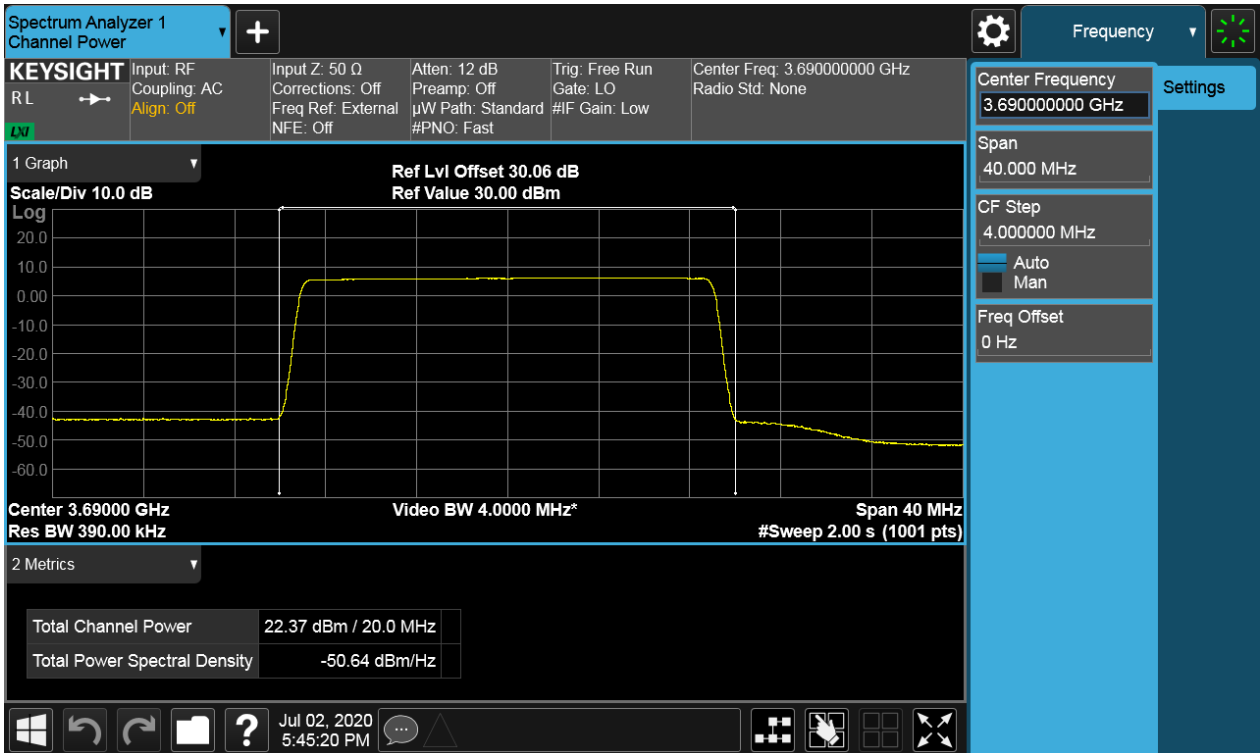 Spectrum Analyzer 1
Channel Power
+
Frequency
KEYSIGHT
RL
LXI
Input: RF
Coupling: AC
Align: Off
Input Z: 50 Ω
Corrections: Off
Freq Ref: External
NFE: Off
Atten: 12 dB
Preamp: Off
µW Path: Standard
#PNO: Fast
Trig: Free Run
Gate: LO
#IF Gain: Low
Center Freq: 3.690000000 GHz
Radio Std: None
Center Frequency
3.690000000 GHz
Settings
Span
40.000 MHz
CF Step
4.000000 MHz
Auto
Man
Freq Offset
0 Hz
1 Graph
Scale/Div 10.0 dB
Ref Lvl Offset 30.06 dB
Ref Value 30.00 dBm
Log
20.0
10.0
0.00
-10.0
-20.0
-30.0
-40.0
-50.0
-60.0
Center 3.69000 GHz
Video BW 4.0000 MHz*
Span 40 MHz
Res BW 390.00 kHz
#Sweep 2.00 s (1001 pts)
2 Metrics
Total Channel Power 22.37 dBm / 20.0 MHz
Total Power Spectral Density -50.64 dBm/Hz
?
Jul 02, 2020
5:45:20 PM